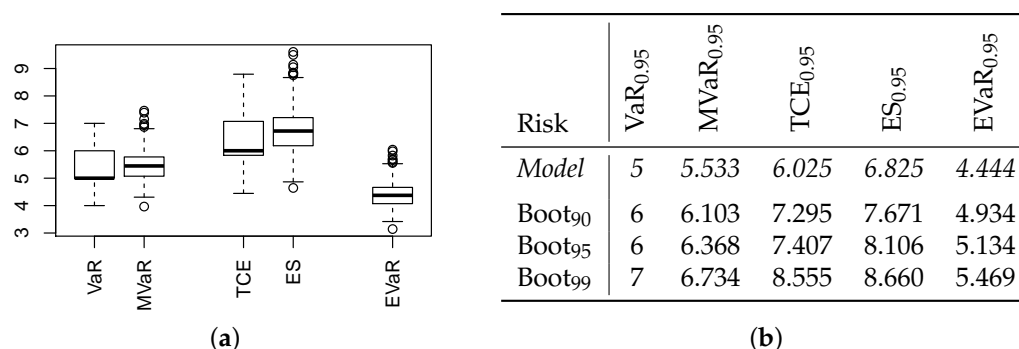 9
8
7
6
5
4
3
VaR
MVaR
TCE
ES
EVaR
(a)
Risk VaR0.95 MVaR0.95 TCE0.95 ES0.95 EVaR0.95
Model 5 5.533 6.025 6.825 4.444
Boot90 6 6.103 7.295 7.671 4.934
Boot95 6 6.368 7.407 8.106 5.134
Boot99 7 6.734 8.555 8.660 5.469
(b)